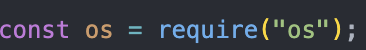 const os = require("os");